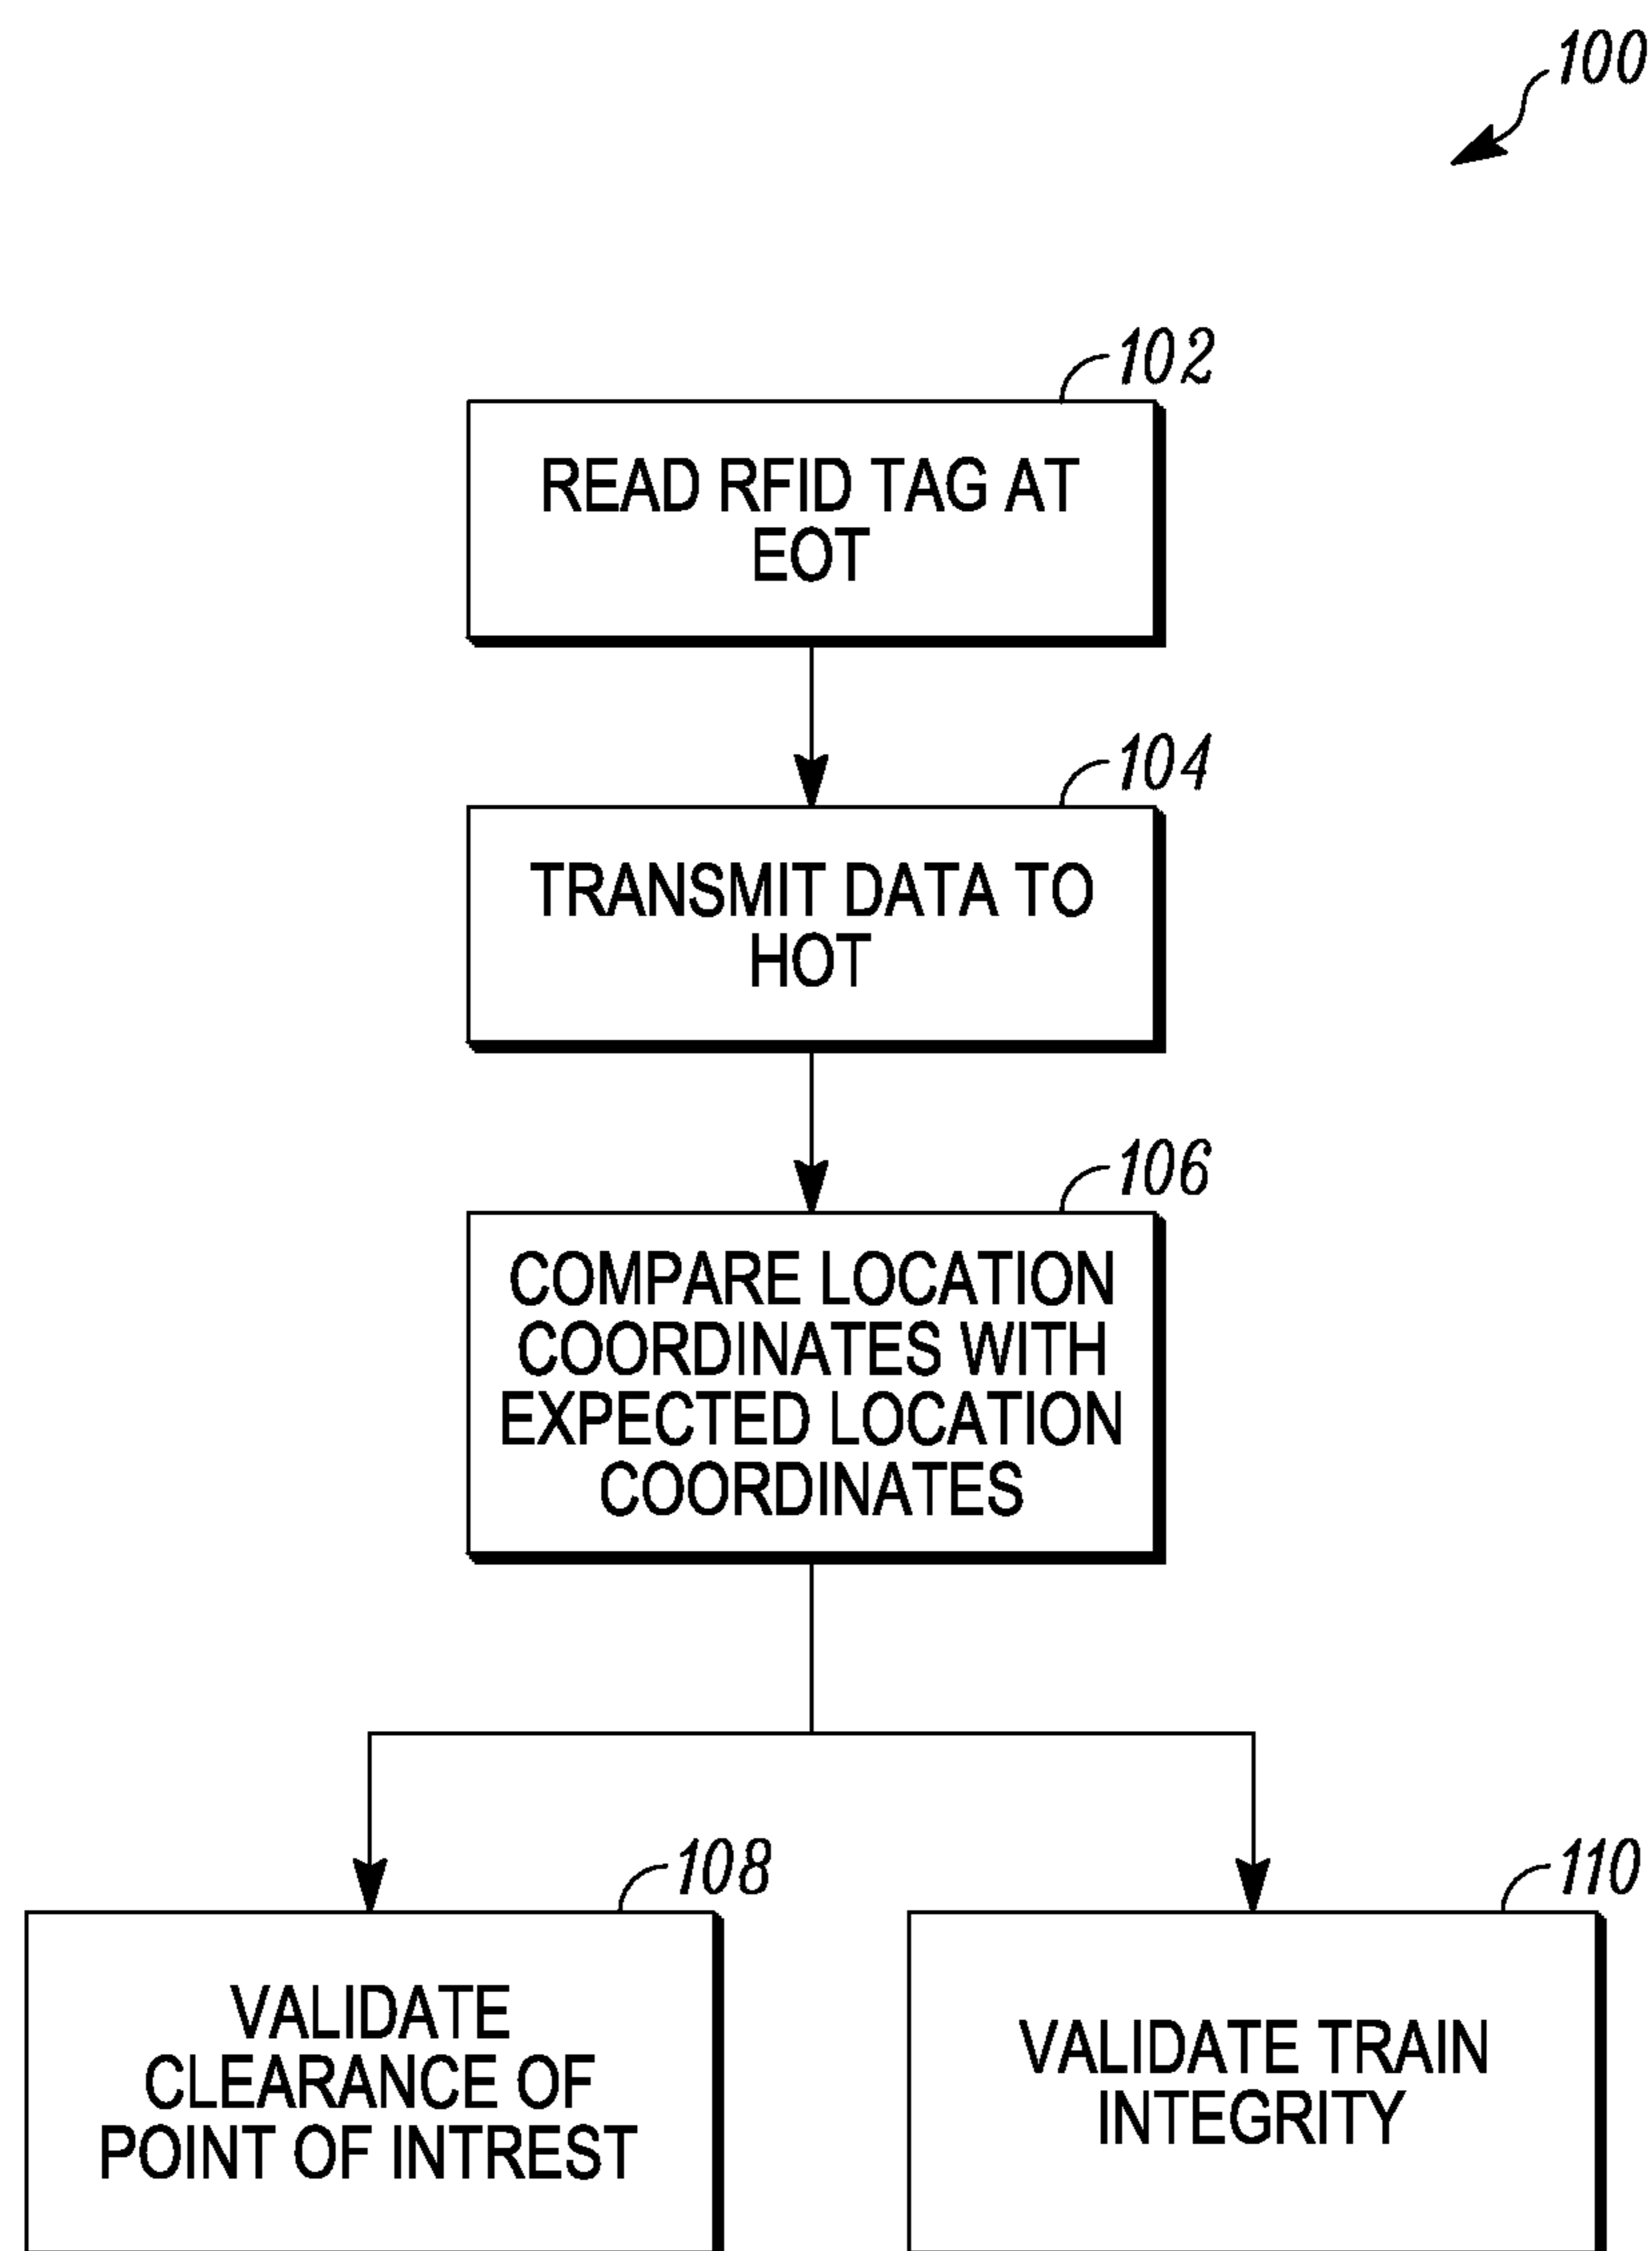 100
102
READ RFID TAG AT
EOT
104
TRANSMIT DATA TO
HOT
106
COMPARE LOCATION
COORDINATES WITH
EXPECTED LOCATION
COORDINATES
108
VALIDATE
CLEARANCE OF
POINT OF INTREST
110
VALIDATE TRAIN
INTEGRITY